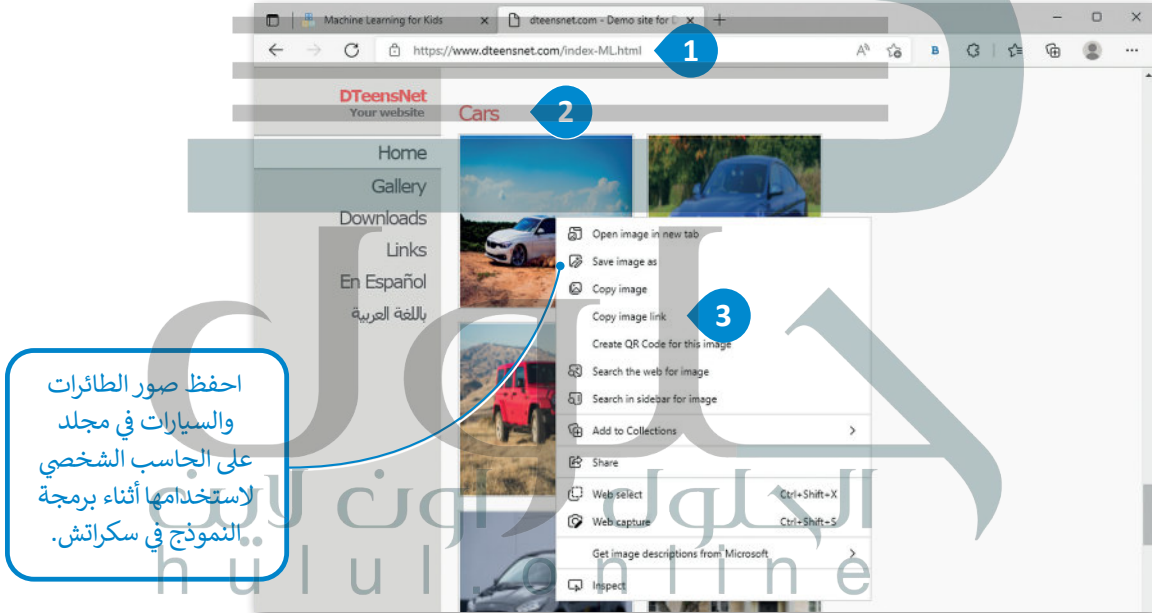 Machine Learning for Kids
dteensnet.com - Demo site for D
https://www.dteensnet.com/index-ML.html
1
DTeensNet
Your website
Cars
2
Home
Gallery
Downloads
Links
En Español
باللغة العربية
Open image in new tab
Save image as
Copy image
Copy image link
3
Create QR Code for this image
Search the web for image
Search in sidebar for image
Add to Collections
Share
Web select Ctrl+Shift+X
Web capture Ctrl+Shift+S
Get image descriptions from Microsoft
Inspect
احفظ صور الطائرات
والسيارات في مجلد
على الحاسب الشخصي
لاستخدامها أثناء برمجة
النموذج في سكراتش.
حلول
الحلول اون لاين
hulul.online